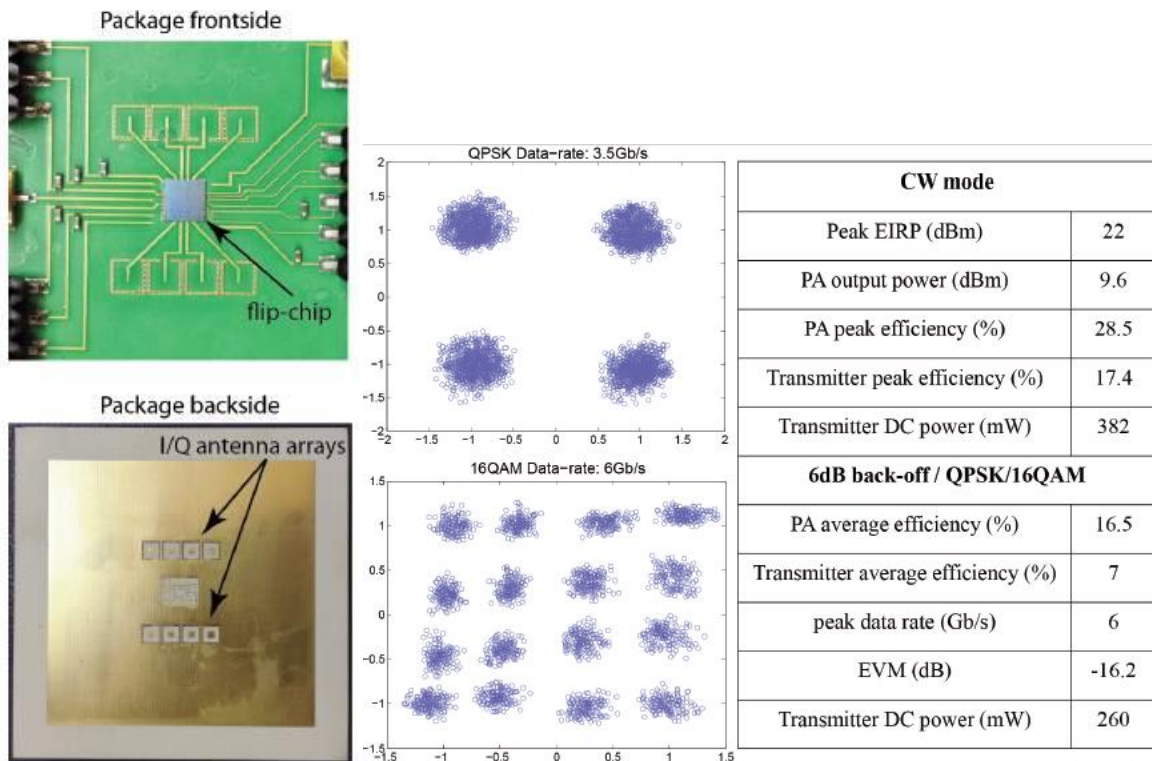 Package frontside
flip-chip
Package backside
I/Q antenna arrays
QPSK Data-rate: 3.5Gb/s
2
1.5
1
0.5
0
−0.5
−1
−1.5
−2
−2 −1.5 −1 −0.5 0 0.5 1 1.5 2
16QAM Data-rate: 6Gb/s
1.5
1
0.5
0
−0.5
−1
−1.5
−1.5 −1 −0.5 0 0.5 1 1.5
CW mode
Peak EIRP (dBm) 22
PA output power (dBm) 9.6
PA peak efficiency (%) 28.5
Transmitter peak efficiency (%) 17.4
Transmitter DC power (mW) 382
6dB back-off / QPSK/16QAM
PA average efficiency (%) 16.5
Transmitter average efficiency (%) 7
peak data rate (Gb/s) 6
EVM (dB) -16.2
Transmitter DC power (mW) 260